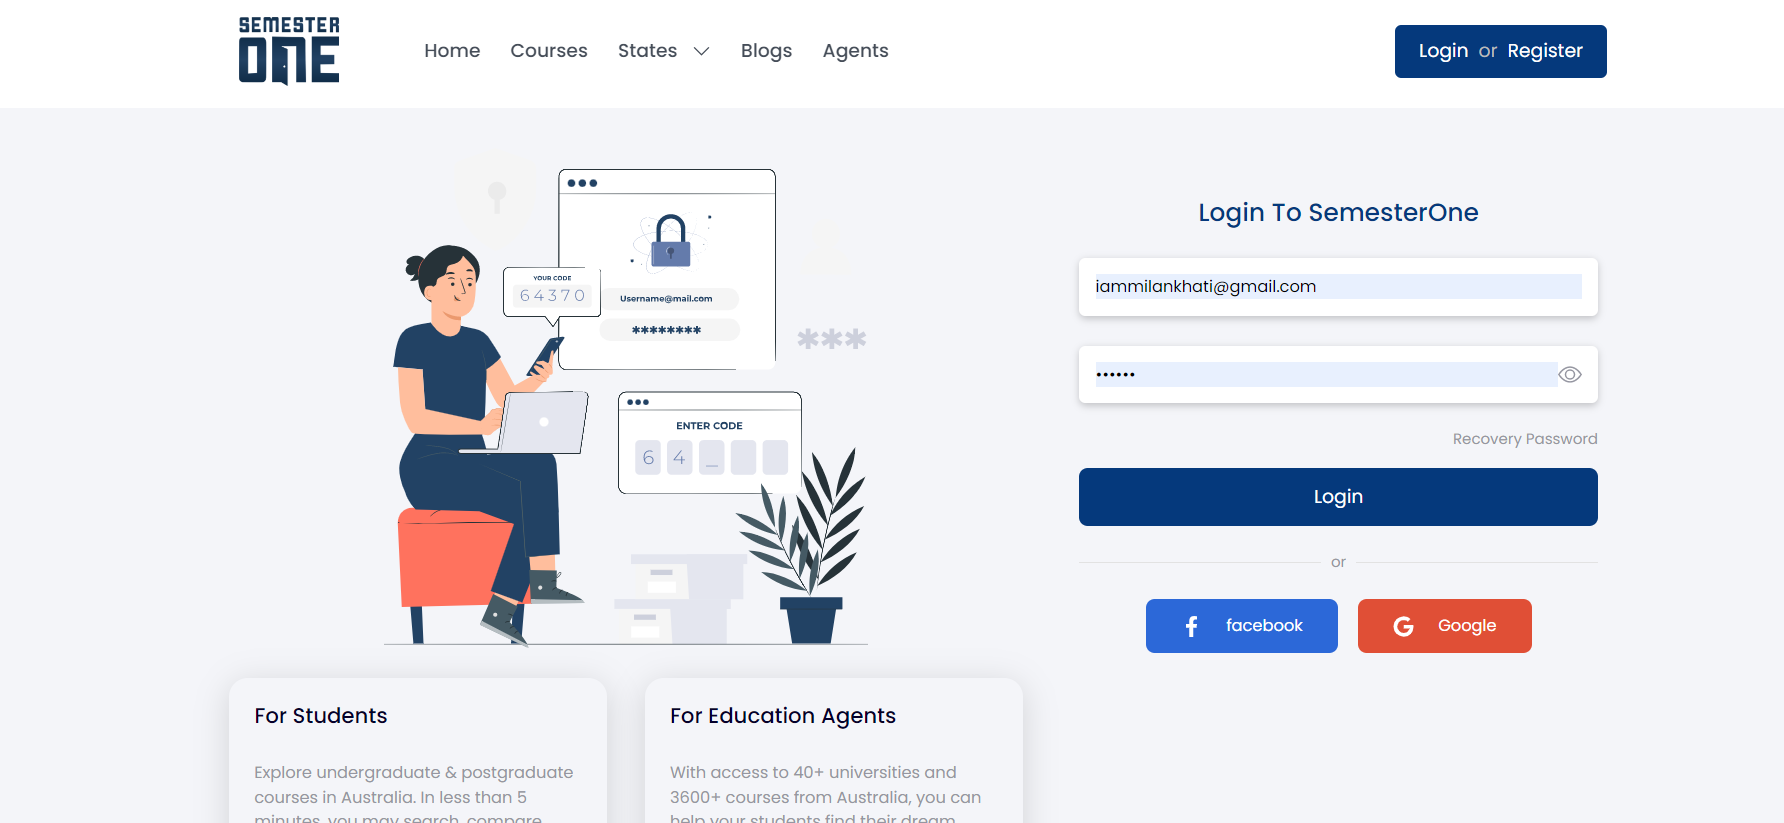 SEMESTER
ONE
Home Courses States Blogs Agents
Login or Register
YOUR CODE
64370
Username@mail.com
********
***
ENTER CODE
6 4 _
Login To SemesterOne
iammilankhati@gmail.com
••••••
Recovery Password
Login
or
facebook Google
For Students
Explore undergraduate & postgraduate
courses in Australia. In less than 5
minutes, you may search, compare
For Education Agents
With access to 40+ universities and
3600+ courses from Australia, you can
help your students find their dream